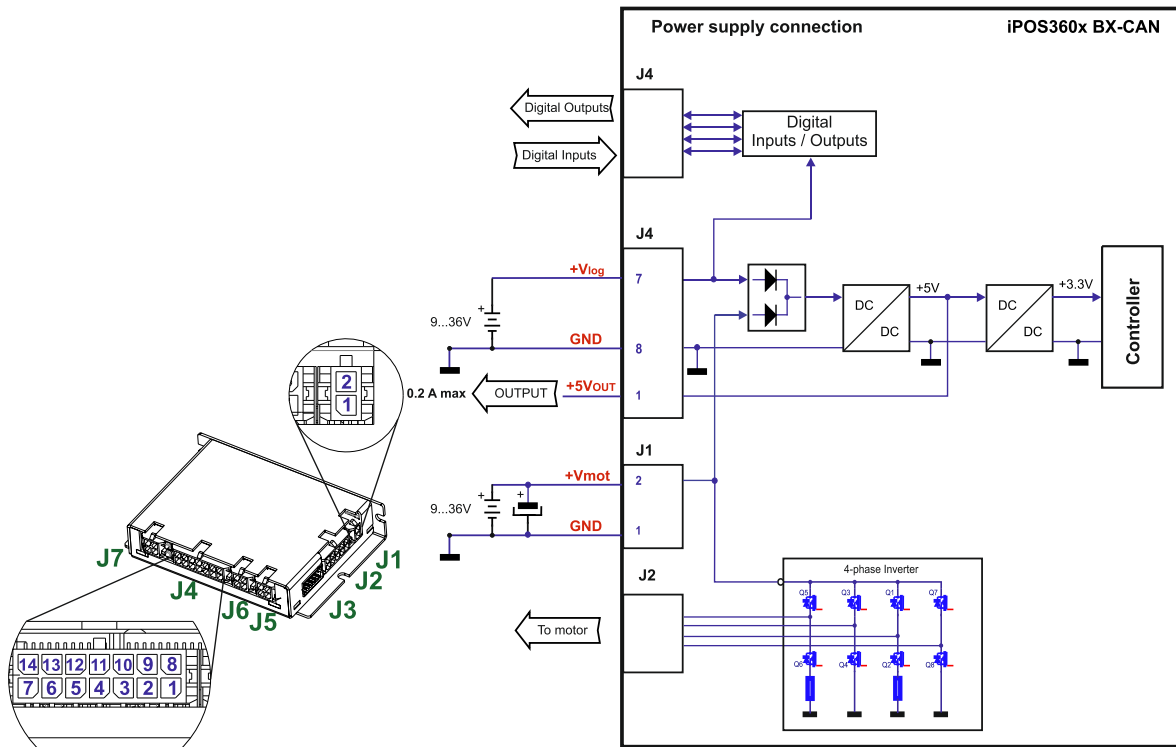 Power supply connection
iPOS360x BX-CAN
J4
Digital Outputs
Digital Inputs
Digital
Inputs / Outputs
J4
+Vlog
7
9...36V
+
GND
8
0.2 A max
OUTPUT
+5VOUT
1
DC
DC
+5V
DC
DC
+3.3V
Controller
J1
+Vmot
2
+
+
9...36V
GND
1
J2
To motor
4-phase Inverter
Q5
Q3
Q1
Q7
Q6
Q4
Q2
Q8
2
1
J7
J4
J6
J5
J3
J2
J1
14 13 12 11 10 9 8
7 6 5 4 3 2 1